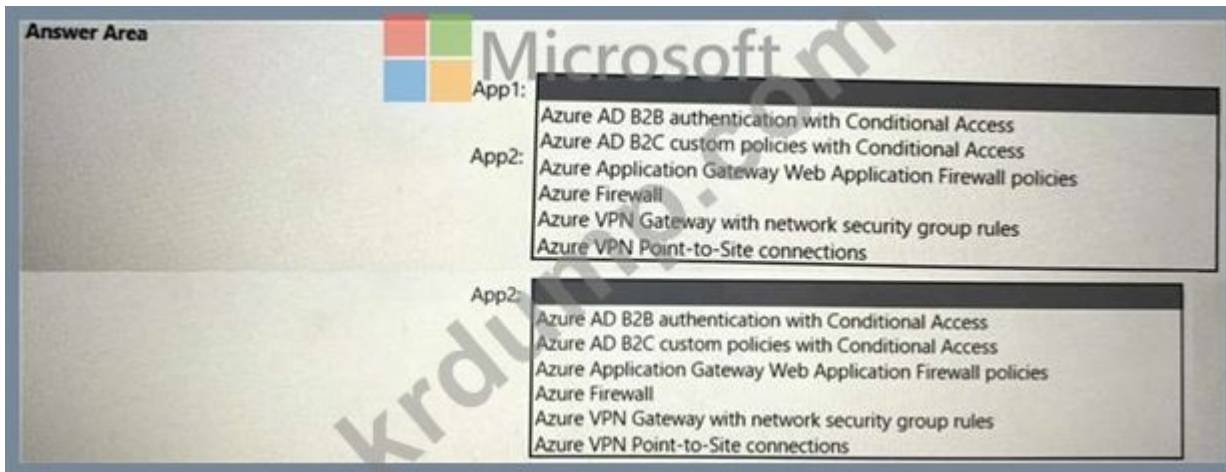 Answer Area
Microsoft
App1:
Azure AD B2B authentication with Conditional Access
Azure AD B2C custom policies with Conditional Access
App2:
Azure Application Gateway Web Application Firewall policies
Azure Firewall
Azure VPN Gateway with network security group rules
Azure VPN Point-to-Site connections
App2:
Azure AD B2B authentication with Conditional Access
Azure AD B2C custom policies with Conditional Access
Azure Application Gateway Web Application Firewall policies
Azure Firewall
Azure VPN Gateway with network security group rules
Azure VPN Point-to-Site connections
krdump.com